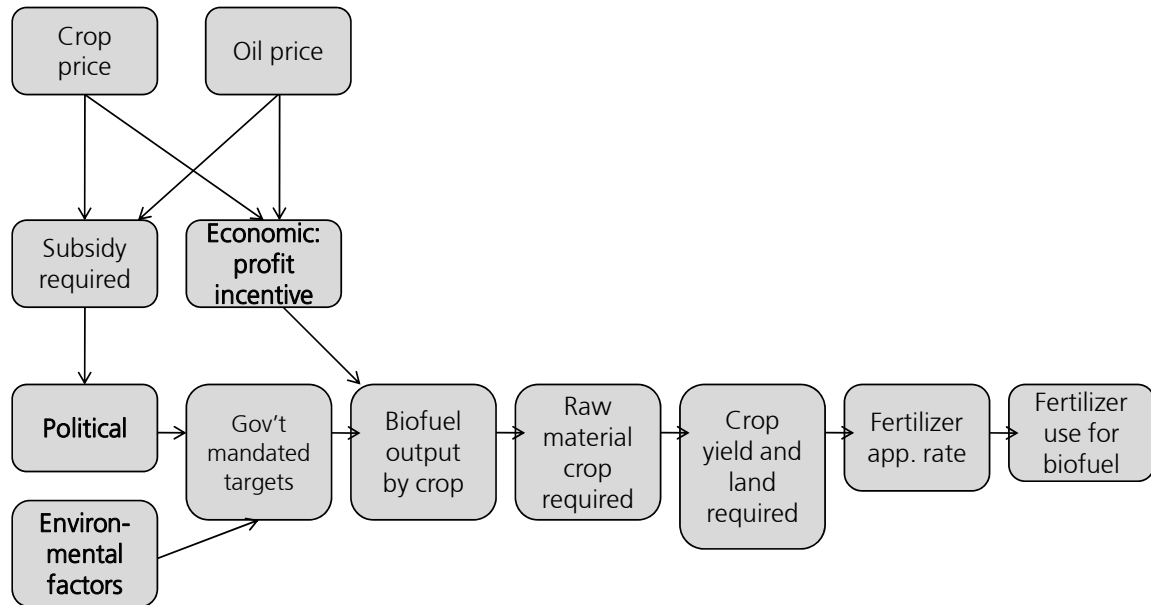 Crop
price
Oil price
Subsidy
required
Economic:
profit
incentive
Political
Gov’t
mandated
targets
Biofuel
output
by crop
Raw
material
crop
required
Crop
yield and
land
required
Fertilizer
app. rate
Fertilizer
use for
biofuel
Environ-
mental
factors